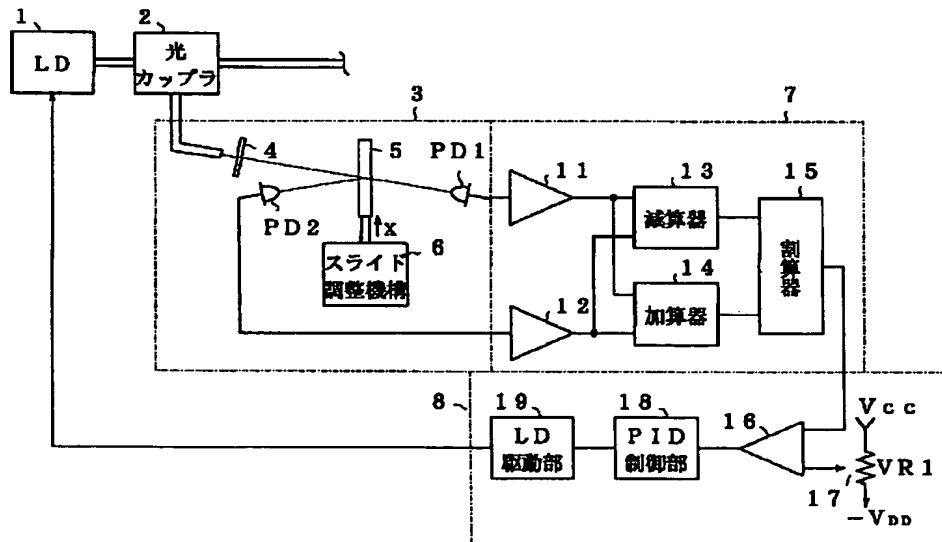 1
2
LD
光
カップラ
3
7
4
5
PD1
11
13
15
減算器
PD2
x
6
スライド
調整機構
12
14
加算器
割算器
8
19
18
16
Vcc
LD
駆動部
PID
制御部
17
VR1
-VDD